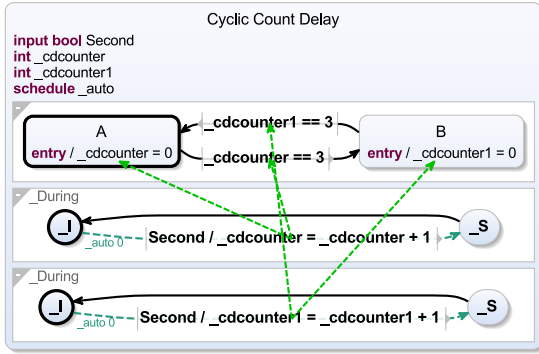 Cyclic Count Delay
input bool Second
int _cdcounter
int _cdcounter1
schedule _auto
_cdcounter1 == 3
A
entry / _cdcounter = 0
B
entry / _cdcounter1 = 0
_cdcounter == 3
_During
_I
_S
Second / _cdcounter = _cdcounter + 1
_auto 0
_During
_I
_S
Second / _cdcounter1 = _cdcounter1 + 1
_auto 0